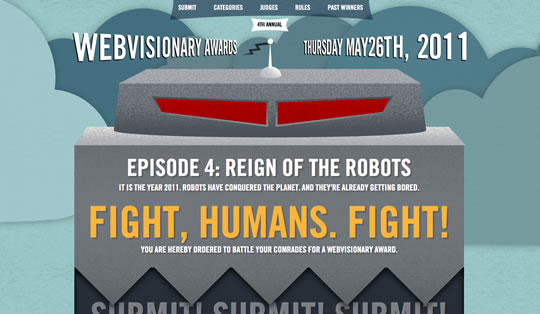 SUBMIT CATEGORIES JUDGES RULES PAST WINNERS
4TH ANNUAL
WEBVISIONARY AWARDS THURSDAY MAY 26TH, 2011
EPISODE 4: REIGN OF THE ROBOTS
IT IS THE YEAR 2011. ROBOTS HAVE CONQUERED THE PLANET. AND THEY'RE ALREADY GETTING BORED.
FIGHT, HUMANS. FIGHT!
YOU ARE HEREBY ORDERED TO BATTLE YOUR COMRADES FOR A WEBVISIONARY AWARD.
SUBMIT! SUBMIT! SUBMIT!